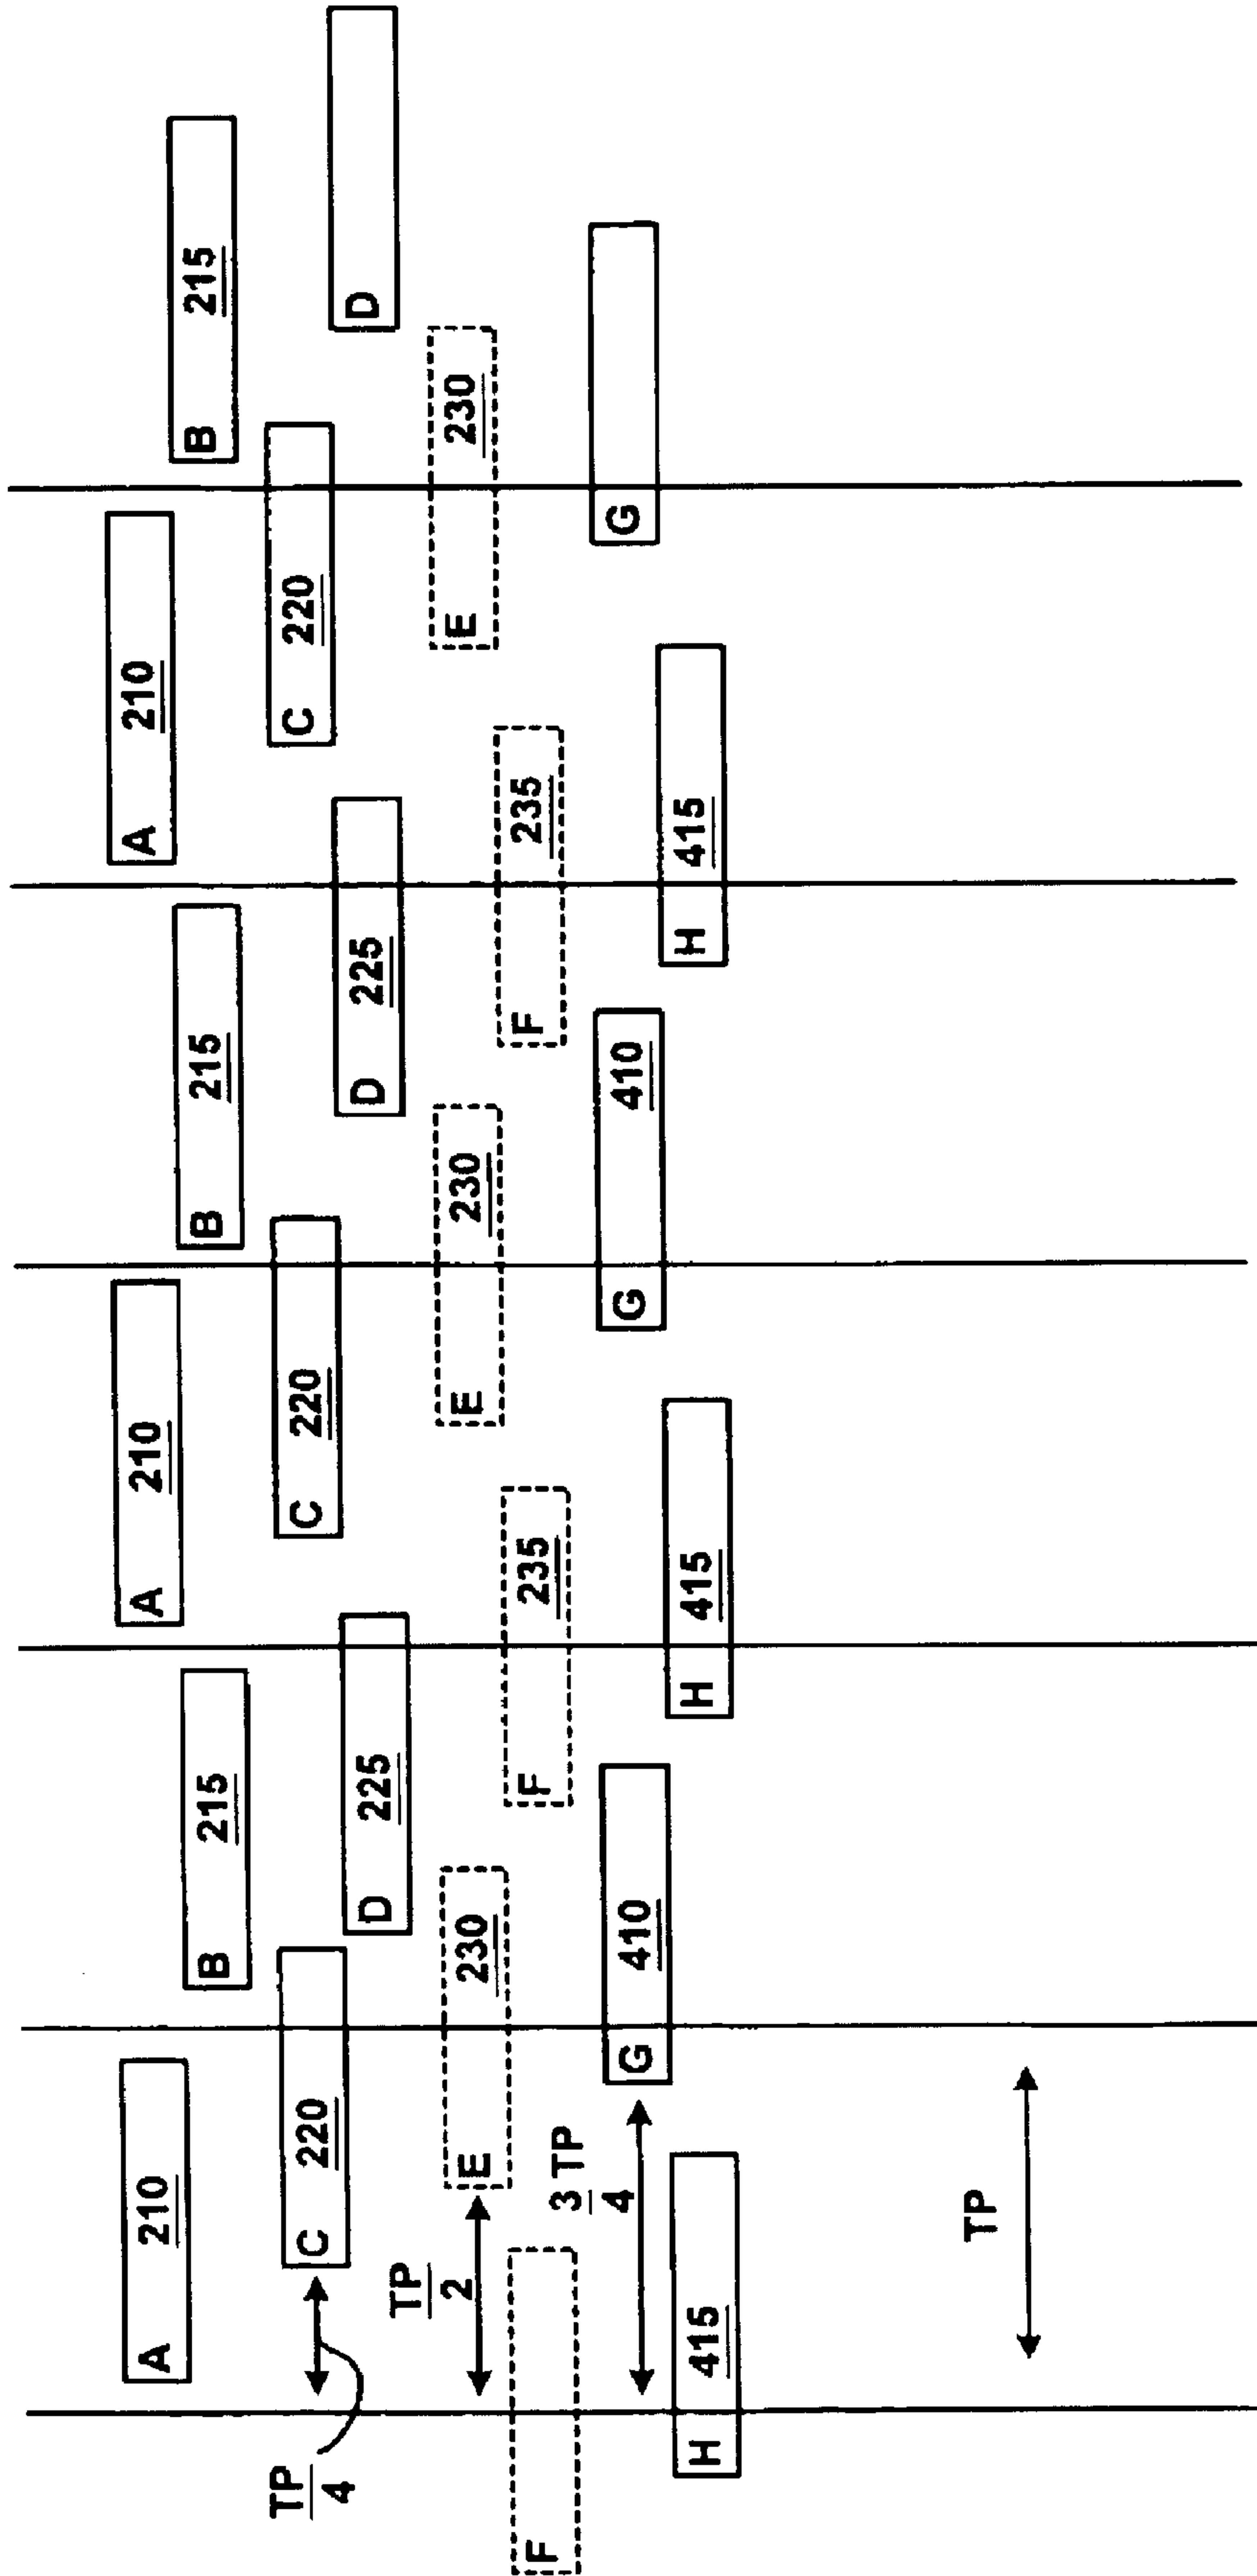 A 210 A 210 A 210
B 215 B 215 B 215
TP
4
C 220 C 220 C 220
D 225 D 225 D
TP
2
E 230 E 230 E 230
F F 235 F 235
3 TP
4
G 410 G 410 G
H 415 H 415 H 415
TP